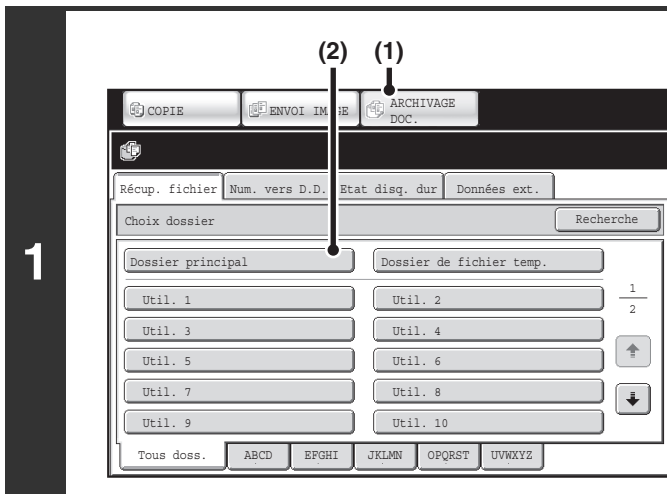 (2) (1)
1
COPIE ENVOI IMAGE ARCHIVAGE
DOC.
Récup. fichier Num. vers D.D. Etat disq. dur Données ext.
Choix dossier Recherche
Dossier principal Dossier de fichier temp.
Util. 1 Util. 2
1
2
Util. 3 Util. 4
Util. 5 Util. 6
Util. 7 Util. 8
Util. 9 Util. 10
Tous doss. ABCD EFGHI JKLMN OPQRST UVWXYZ